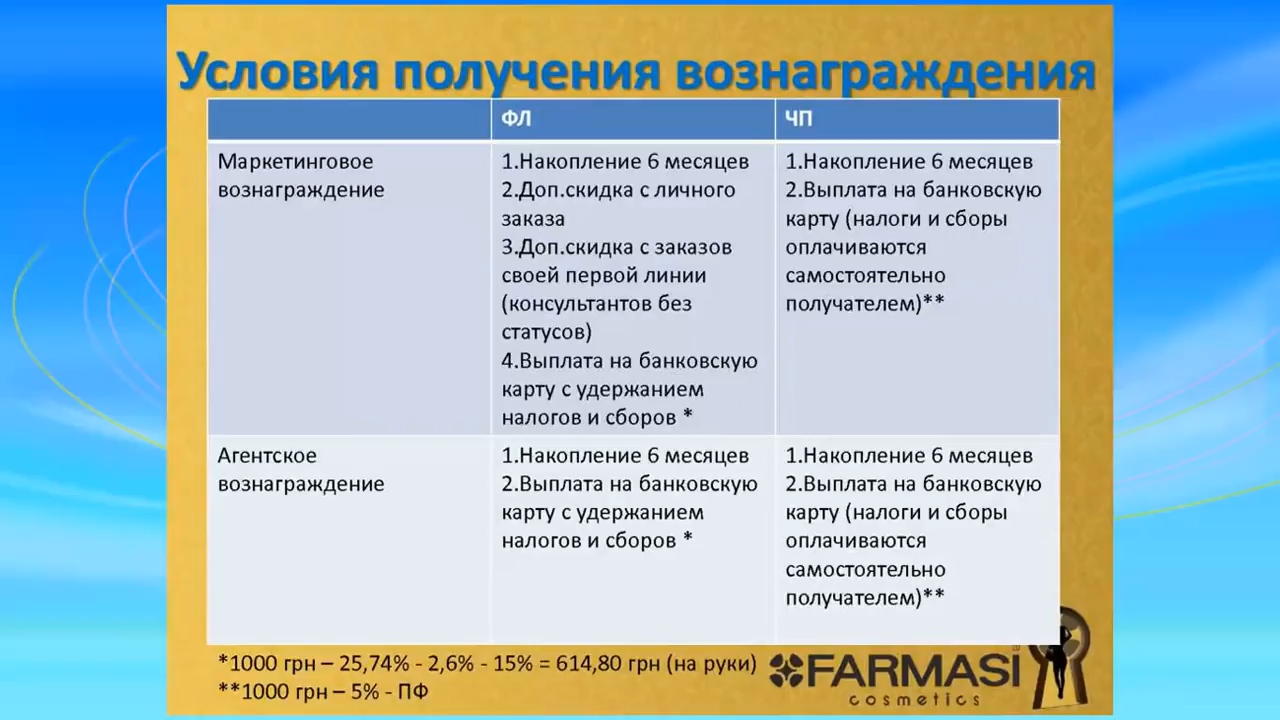 Условия получения вознаграждения
ФЛ
ЧП
Маркетинговое
вознаграждение
1.Накопление 6 месяцев
2.Доп.скидка с личного
заказа
3.Доп.скидка с заказов
своей первой линии
(консультантов без
статусов)
4.Выплата на банковскую
карту с удержанием
налогов и сборов *
1.Накопление 6 месяцев
2.Выплата на банковскую
карту (налоги и сборы
оплачиваются
самостоятельно
получателем)**
Агентское
вознаграждение
1.Накопление 6 месяцев
2.Выплата на банковскую
карту с удержанием
налогов и сборов *
1.Накопление 6 месяцев
2.Выплата на банковскую
карту (налоги и сборы
оплачиваются
самостоятельно
получателем)**
*1000 грн – 25,74% - 2,6% - 15% = 614,80 грн (на руки)
**1000 грн – 5% - ПФ
FARMASI
cosmetics